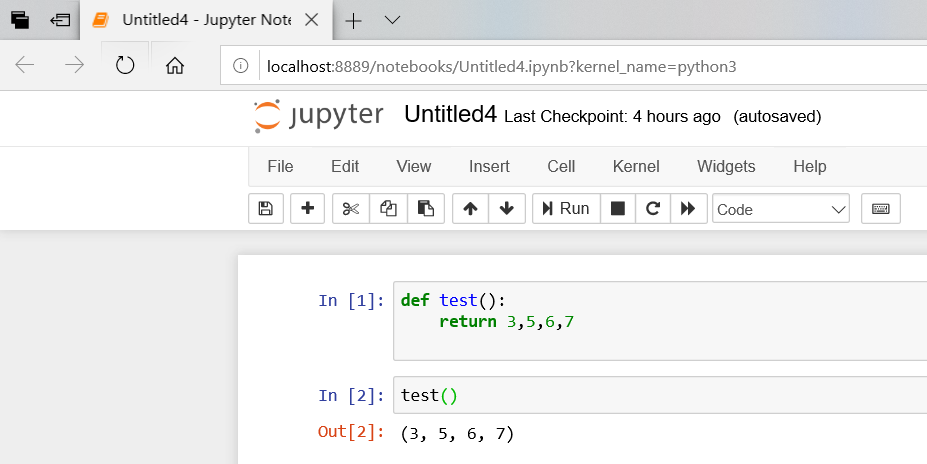 Untitled4 - Jupyter Note
localhost:8889/notebooks/Untitled4.ipynb?kernel_name=python3
jupyter Untitled4 Last Checkpoint: 4 hours ago (autosaved)
File Edit View Insert Cell Kernel Widgets Help
Run Code
In [1]: def test():
return 3,5,6,7
In [2]: test()
Out[2]: (3, 5, 6, 7)